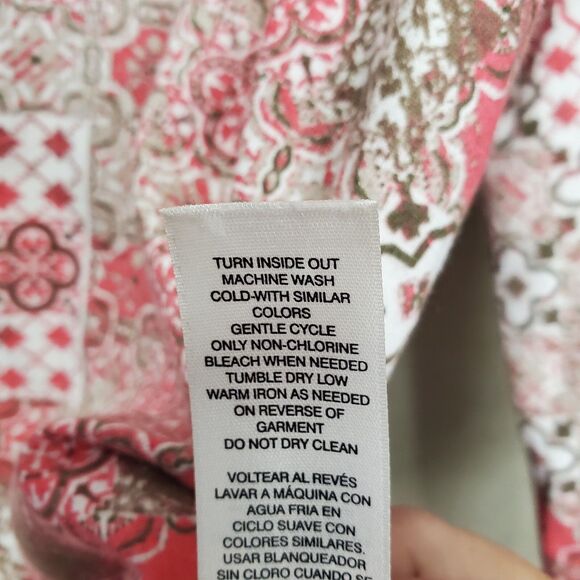 TURN INSIDE OUT
MACHINE WASH
COLD-WITH SIMILAR
COLORS
GENTLE CYCLE
ONLY NON-CHLORINE
BLEACH WHEN NEEDED
TUMBLE DRY LOW
WARM IRON AS NEEDED
ON REVERSE OF
GARMENT
DO NOT DRY CLEAN
VOLTEAR AL REVÉS
LAVAR A MÁQUINA CON
AGUA FRIA EN
CICLO SUAVE CON
COLORES SIMILARES.
USAR BLANQUEADOR
SIN CLORO CUANDO SE